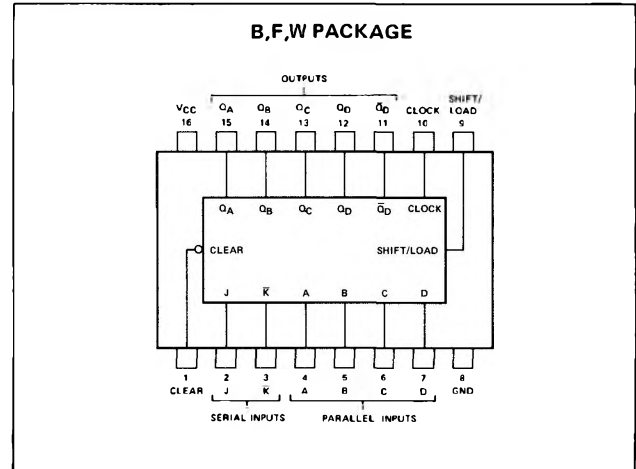 B,F,W PACKAGE
OUTPUTS
VCC QA QB QC QD Q̅D CLOCK SHIFT/
LOAD
16 15 14 13 12 11 10 9
QA QB QC QD Q̅D CLOCK
CLEAR SHIFT/LOAD
J K̅ A B C D
1 2 3 4 5 6 7 8
CLEAR J K̅ A B C D GND
SERIAL INPUTS PARALLEL INPUTS